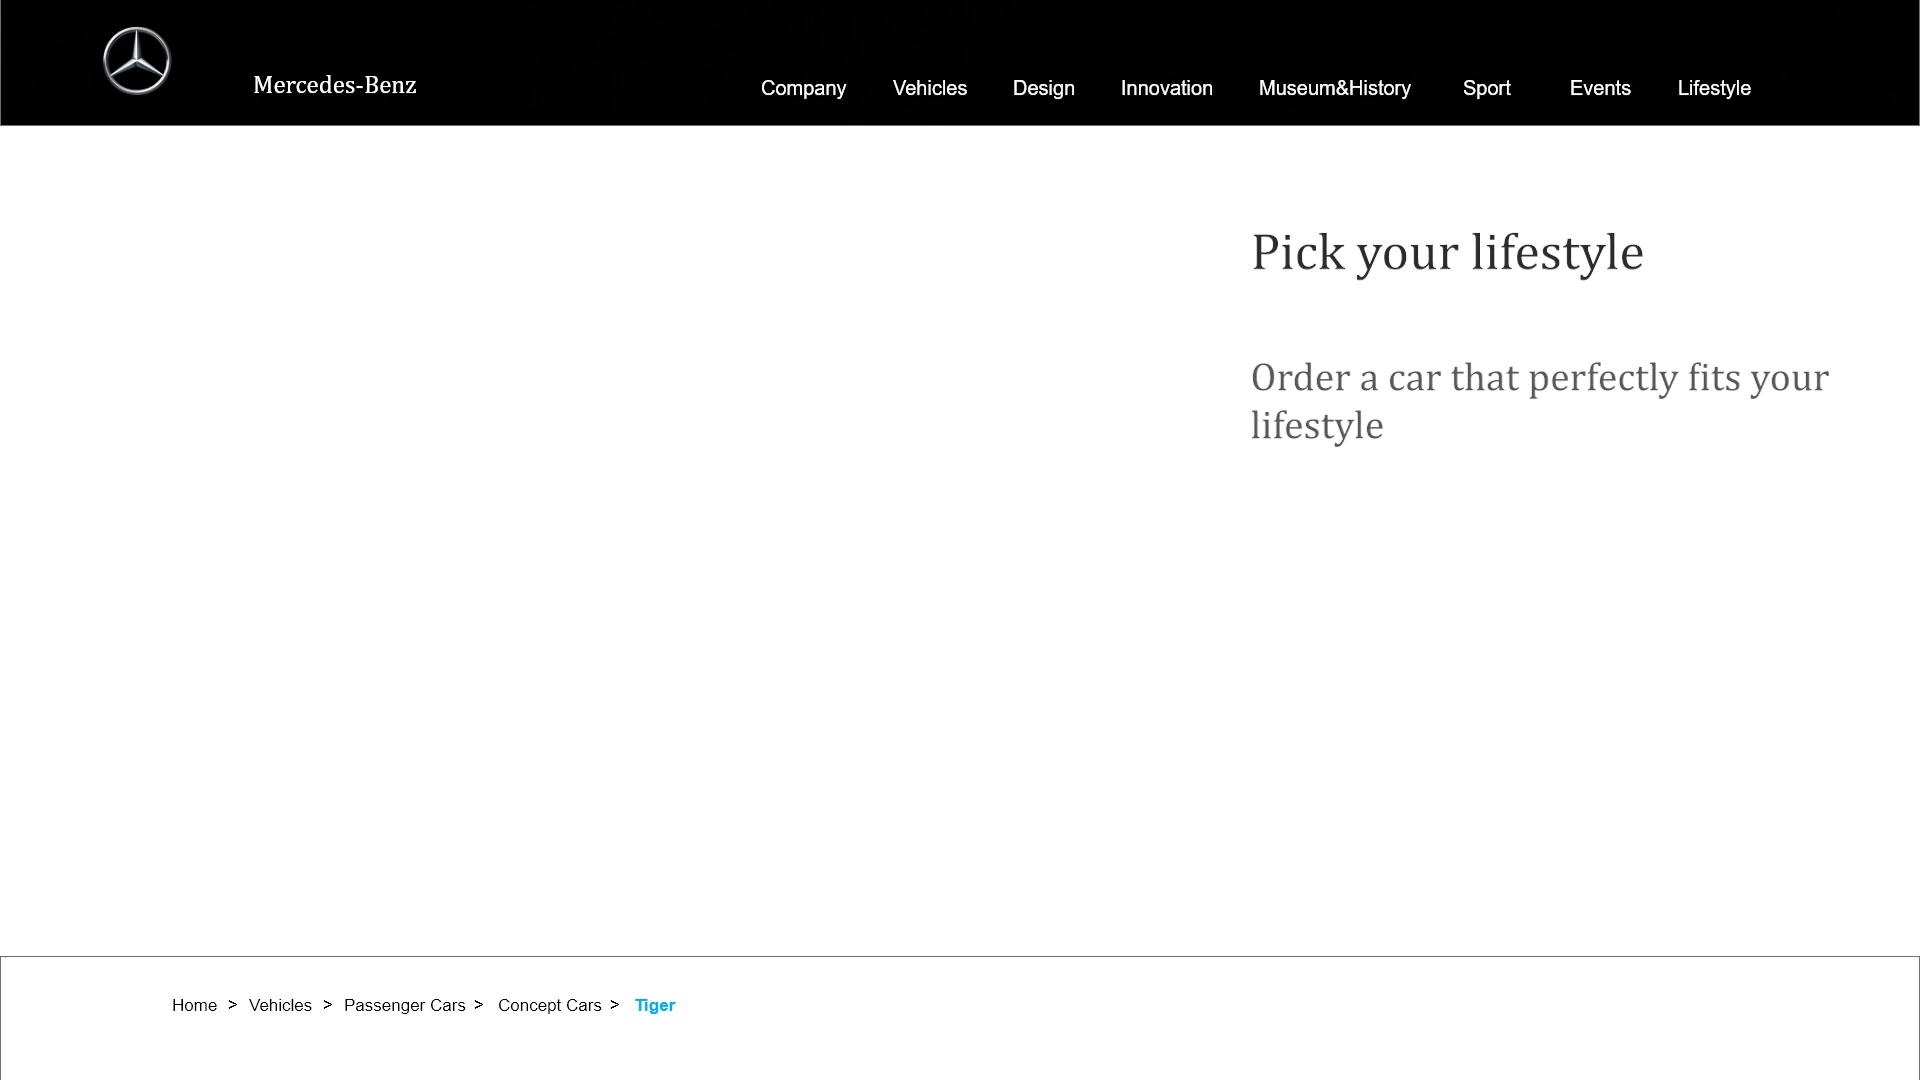 Mercedes-Benz
Company Vehicles Design Innovation Museum&History Sport Events Lifestyle
Pick your lifestyle
Order a car that perfectly fits your
lifestyle
Home > Vehicles > Passenger Cars > Concept Cars > Tiger